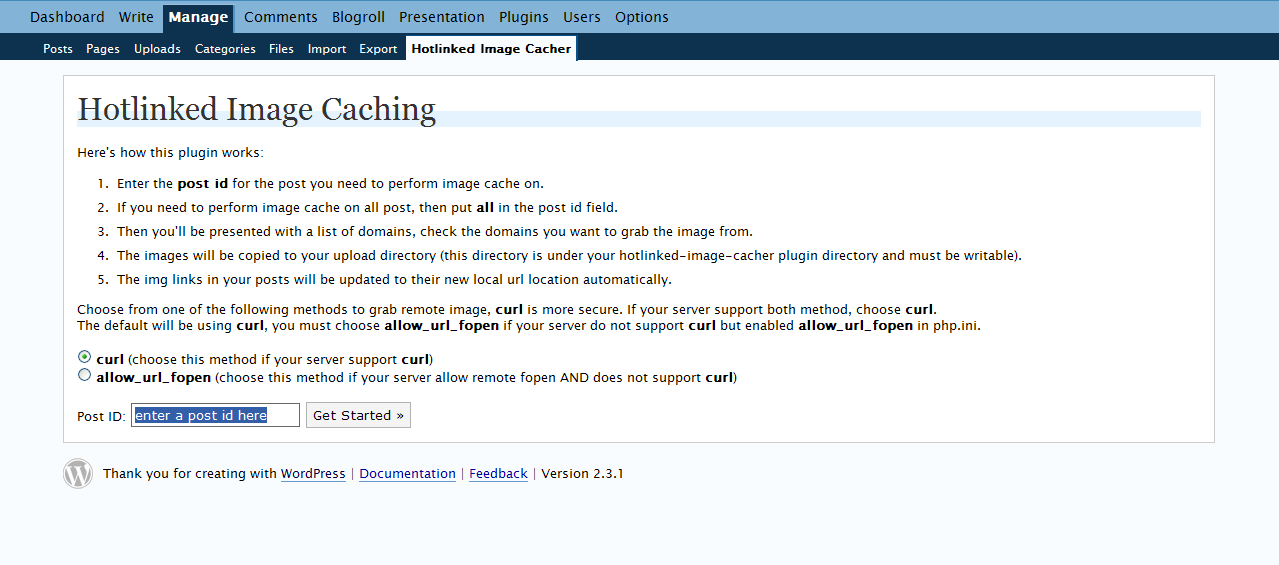 Dashboard Write Manage Comments Blogroll Presentation Plugins Users Options
Posts Pages Uploads Categories Files Import Export Hotlinked Image Cacher
Hotlinked Image Caching
Here's how this plugin works:
1. Enter the post id for the post you need to perform image cache on.
2. If you need to perform image cache on all post, then put all in the post id field.
3. Then you'll be presented with a list of domains, check the domains you want to grab the image from.
4. The images will be copied to your upload directory (this directory is under your hotlinked-image-cacher plugin directory and must be writable).
5. The img links in your posts will be updated to their new local url location automatically.
Choose from one of the following methods to grab remote image, curl is more secure. If your server support both method, choose curl.
The default will be using curl, you must choose allow_url_fopen if your server do not support curl but enabled allow_url_fopen in php.ini.
curl (choose this method if your server support curl)
allow_url_fopen (choose this method if your server allow remote fopen AND does not support curl)
Post ID: enter a post id here Get Started »
Thank you for creating with WordPress | Documentation | Feedback | Version 2.3.1